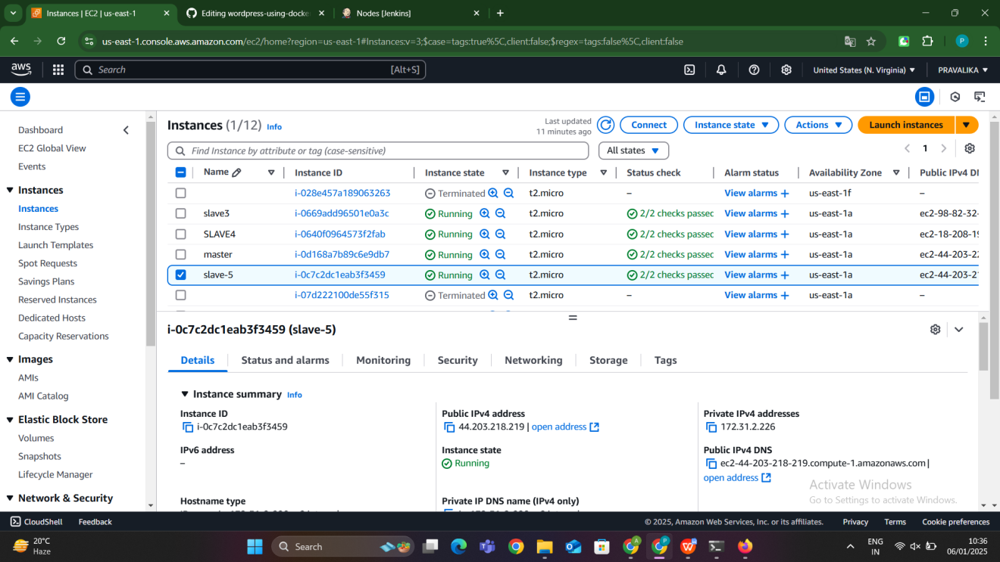 Instances | EC2 | us-east-1
Editing wordpress-using-docke
Nodes [Jenkins]
us-east-1.console.aws.amazon.com/ec2/home?region=us-east-1#Instances:v=3;$case=tags:true%5C,client:false;$regex=tags:false%5C,client:false
P
aws
Search [Alt+S]
United States (N. Virginia)
PRAVALIKA
Dashboard
EC2 Global View
Events
Instances
Instances
Instance Types
Launch Templates
Spot Requests
Savings Plans
Reserved Instances
Dedicated Hosts
Capacity Reservations
Images
AMIs
AMI Catalog
Elastic Block Store
Volumes
Snapshots
Lifecycle Manager
Network & Security
Instances (1/12) Info
Last updated
11 minutes ago
Connect
Instance state
Actions
Launch instances
Find Instance by attribute or tag (case-sensitive)
All states
1
Name Instance ID Instance state Instance type Status check Alarm status Availability Zone Public IPv4 DN
i-028e457a189063263 Terminated t2.micro – View alarms + us-east-1f –
slave3 i-0669add96501e0a3c Running t2.micro 2/2 checks passed View alarms + us-east-1a ec2-98-82-32-
SLAVE4 i-0640f0964573f2fab Running t2.micro 2/2 checks passed View alarms + us-east-1a ec2-18-208-19
master i-0d168a7b89c6e9db7 Running t2.micro 2/2 checks passed View alarms + us-east-1a ec2-44-203-22
slave-5 i-0c7c2dc1eab3f3459 Running t2.micro 2/2 checks passed View alarms + us-east-1a ec2-44-203-21
i-07d222100de55f315 Terminated t2.micro – View alarms + us-east-1a –
i-0c7c2dc1eab3f3459 (slave-5)
Details
Status and alarms
Monitoring
Security
Networking
Storage
Tags
Instance summary Info
Instance ID
i-0c7c2dc1eab3f3459
Public IPv4 address
44.203.218.219 | open address
Private IPv4 addresses
172.31.2.226
IPv6 address
–
Instance state
Running
Public IPv4 DNS
ec2-44-203-218-219.compute-1.amazonaws.com |
open address
Hostname type
Private IP DNS name (IPv4 only)
Activate Windows
Go to Settings to activate Windows.
CloudShell
Feedback
© 2025, Amazon Web Services, Inc. or its affiliates.
Privacy
Terms
Cookie preferences
20°C
Haze
Search
ENG
IN
10:36
06/01/2025